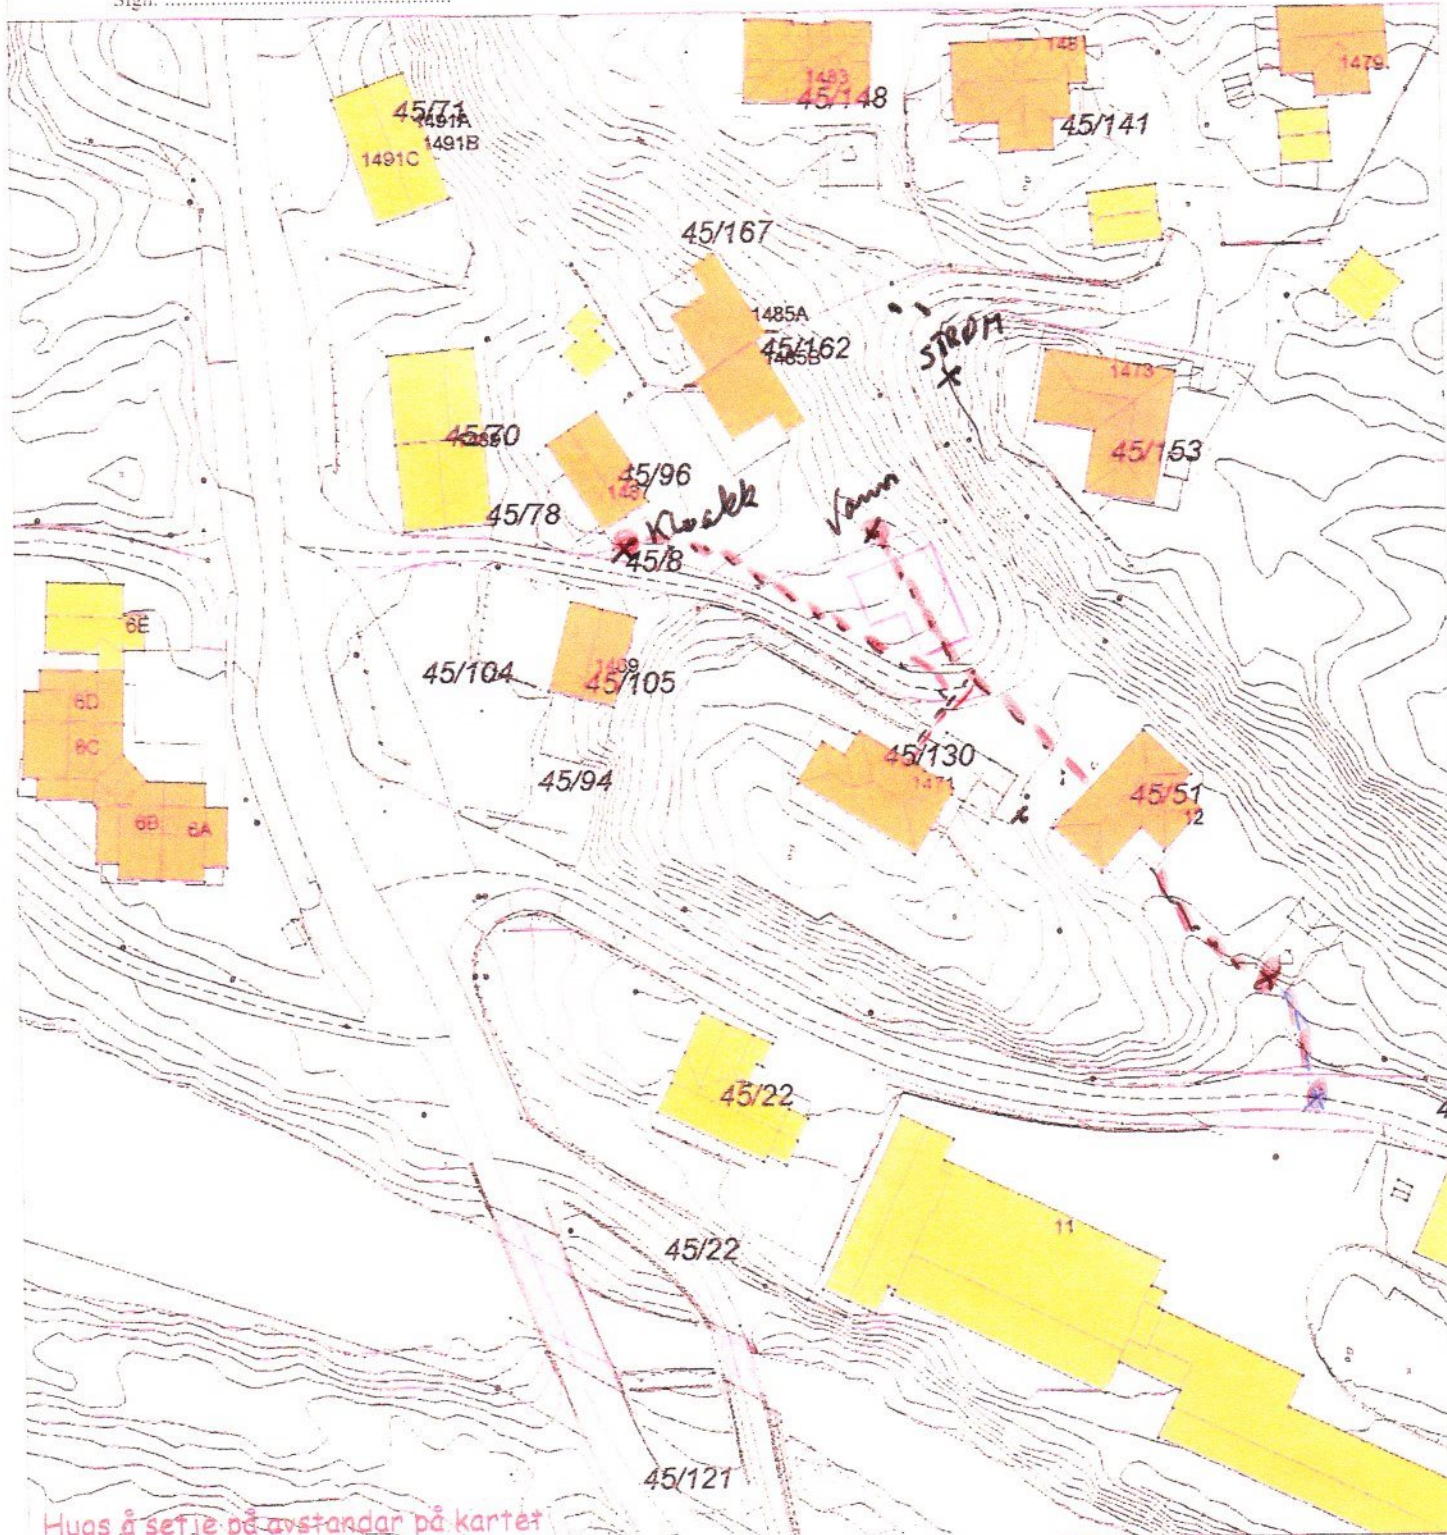 Sign. ................................................
1479
1481
1483
45/148
45/71
1491A
45/141
1491B
1491C
45/167
1485A
STRØM
45/162
1485B
1473
45/70
45/153
45/96
Kloakk
Vann
45/78
45/8
6E
45/104
1469
45/105
6D
6C
45/130
45/94
1471
45/51
12
6B
6A
45/22
11
45/22
45/121
Hugs å setje på avstandar på kartet